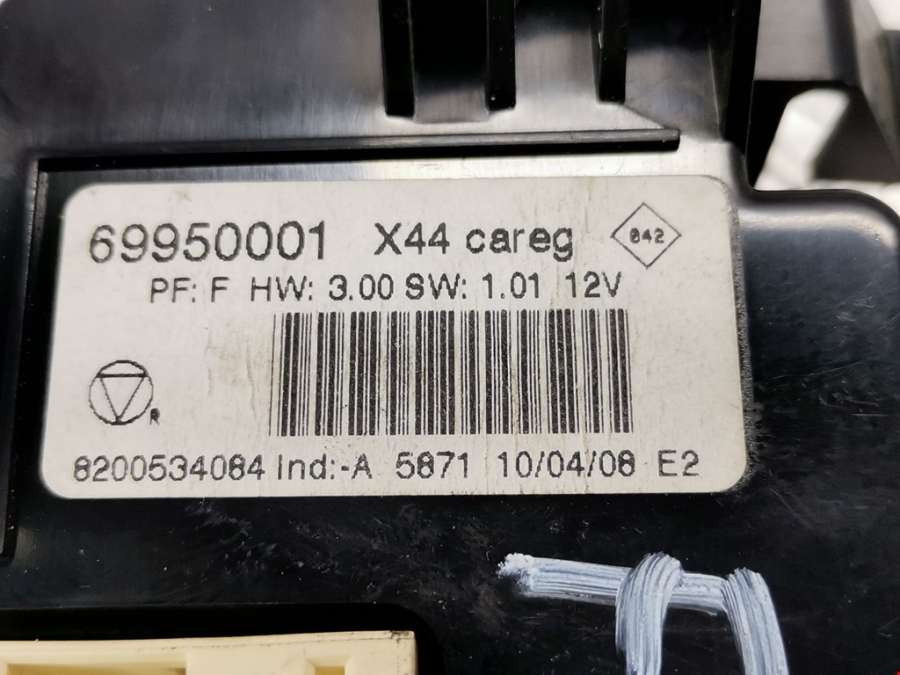 69950001 X44 careg 842
PF: F HW: 3.00 SW: 1.01 12V
R
8200534084 Ind:-A 5871 10/04/08 E2